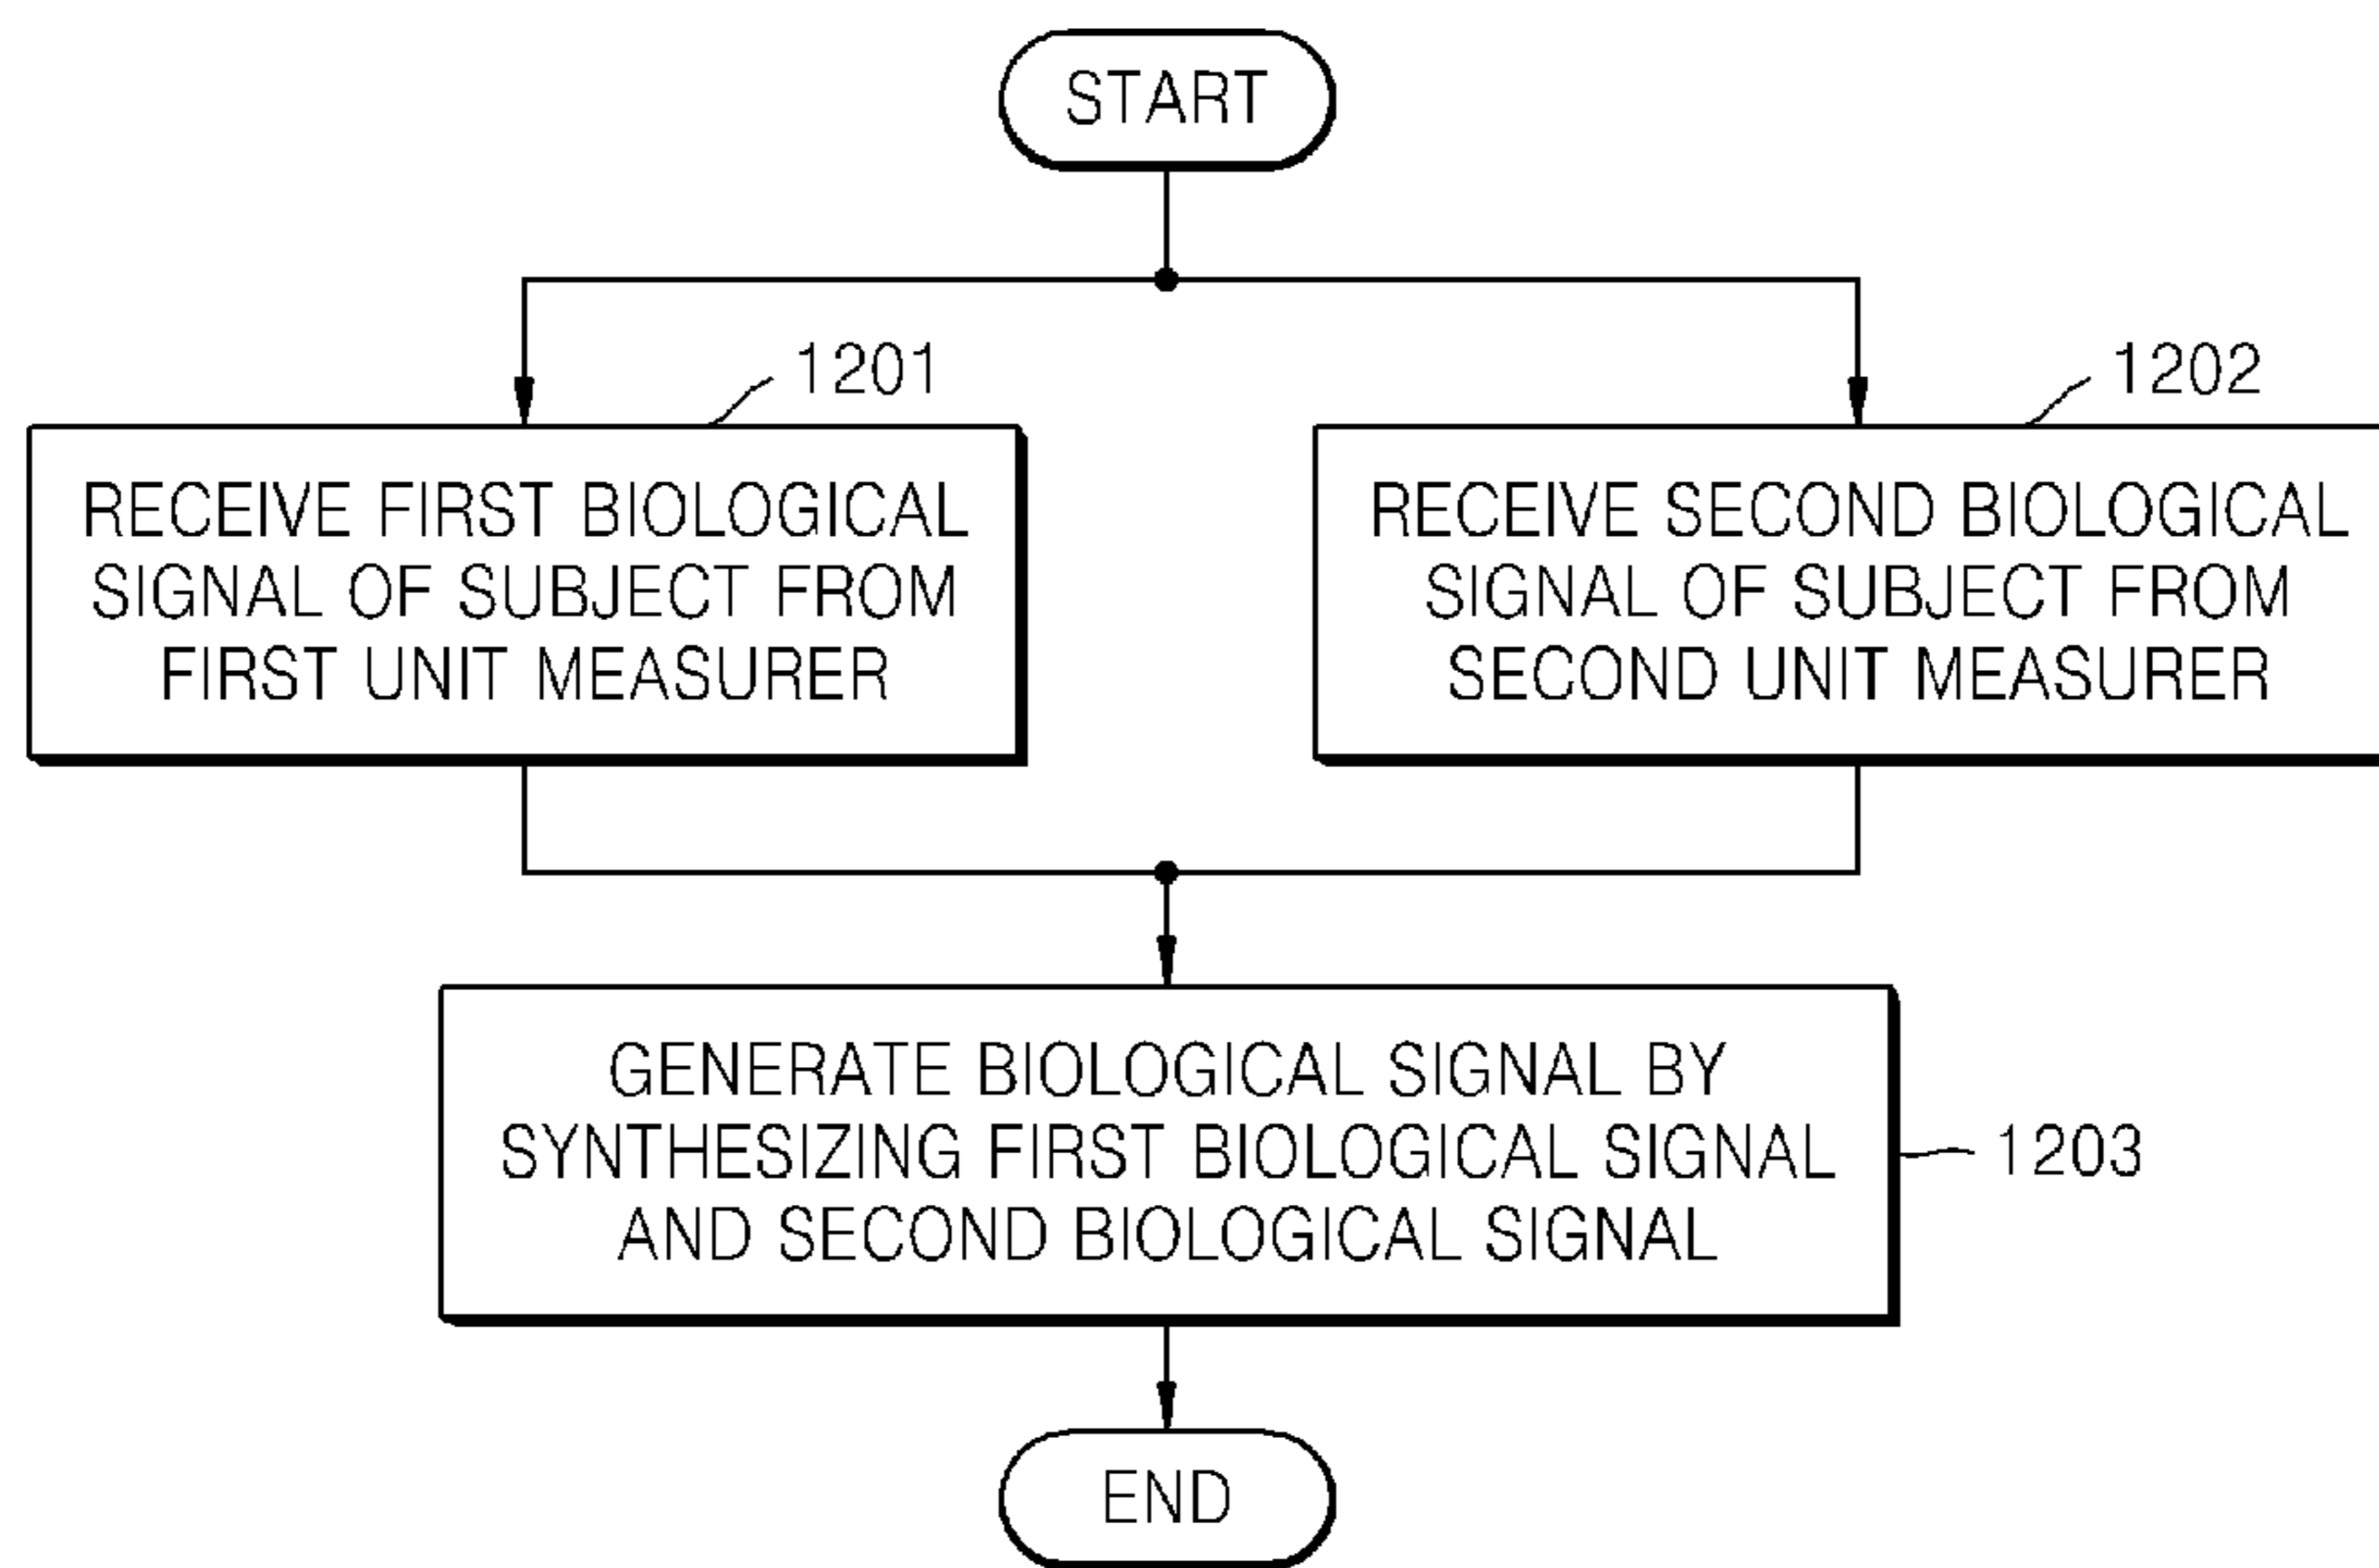 START
1201
RECEIVE FIRST BIOLOGICAL
SIGNAL OF SUBJECT FROM
FIRST UNIT MEASURER
1202
RECEIVE SECOND BIOLOGICAL
SIGNAL OF SUBJECT FROM
SECOND UNIT MEASURER
GENERATE BIOLOGICAL SIGNAL BY
SYNTHESIZING FIRST BIOLOGICAL SIGNAL
AND SECOND BIOLOGICAL SIGNAL
1203
END